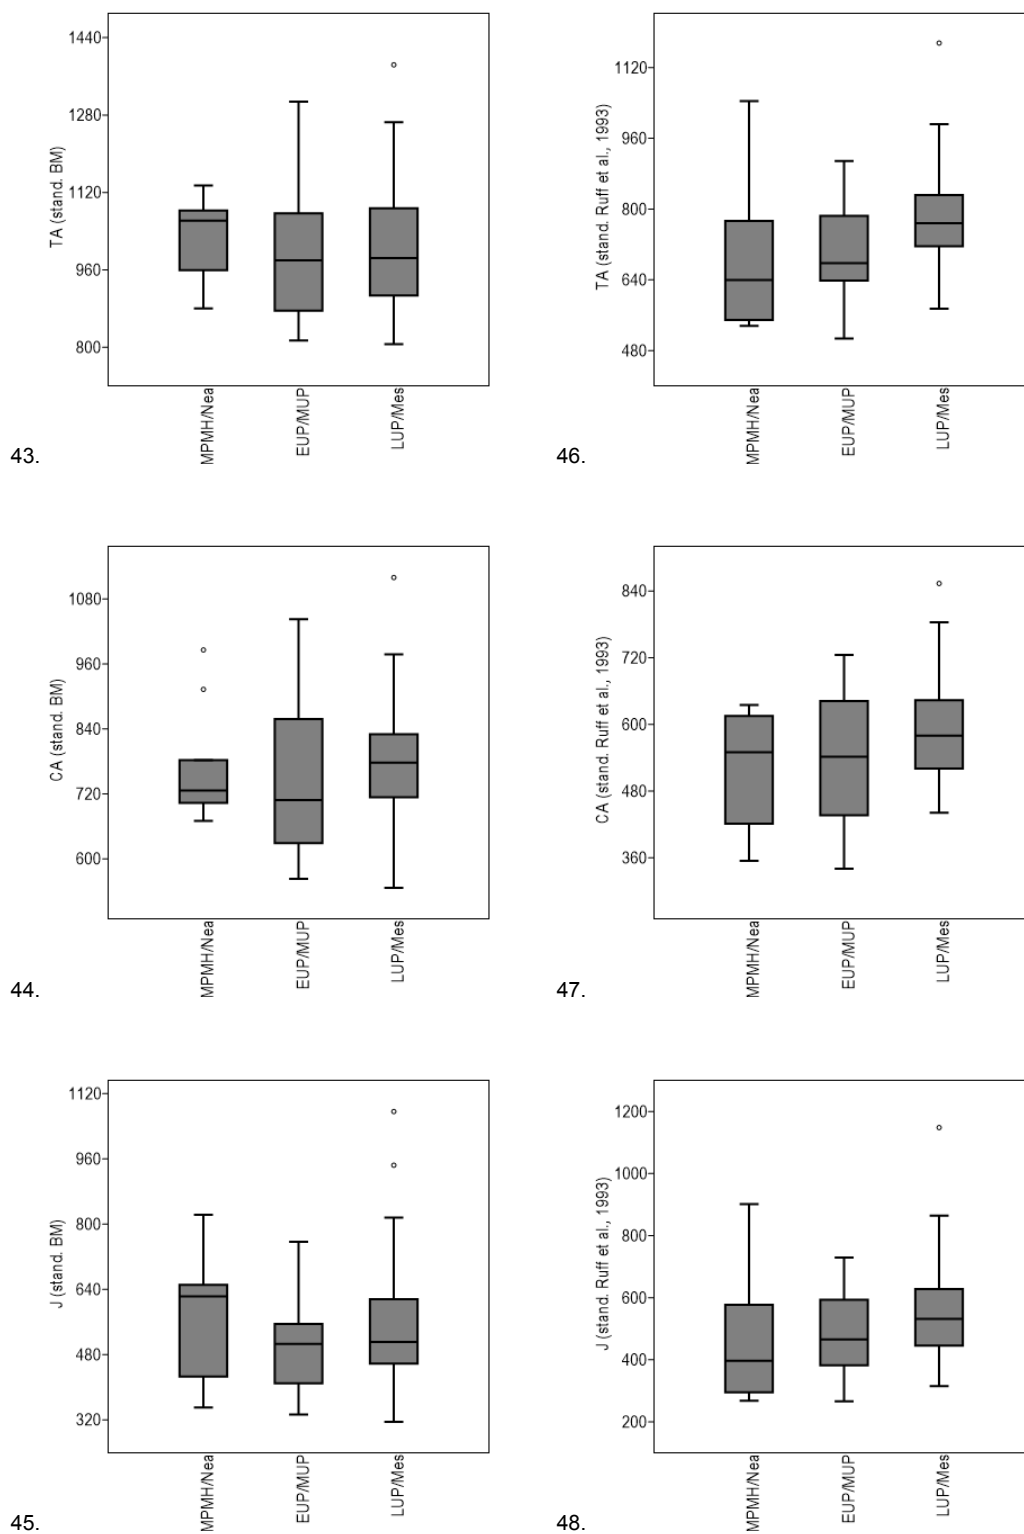 1440
1280
1120
960
800
TA (stand. BM)
MPMH/Nea
EUP/MUP
LUP/Mes
43.
1120
960
800
640
480
TA (stand. Ruff et al., 1993)
MPMH/Nea
EUP/MUP
LUP/Mes
46.
1080
960
840
720
600
CA (stand. BM)
MPMH/Nea
EUP/MUP
LUP/Mes
44.
840
720
600
480
360
CA (stand. Ruff et al., 1993)
MPMH/Nea
EUP/MUP
LUP/Mes
47.
1120
960
800
640
480
320
J (stand. BM)
MPMH/Nea
EUP/MUP
LUP/Mes
45.
1200
1000
800
600
400
200
J (stand. Ruff et al., 1993)
MPMH/Nea
EUP/MUP
LUP/Mes
48.